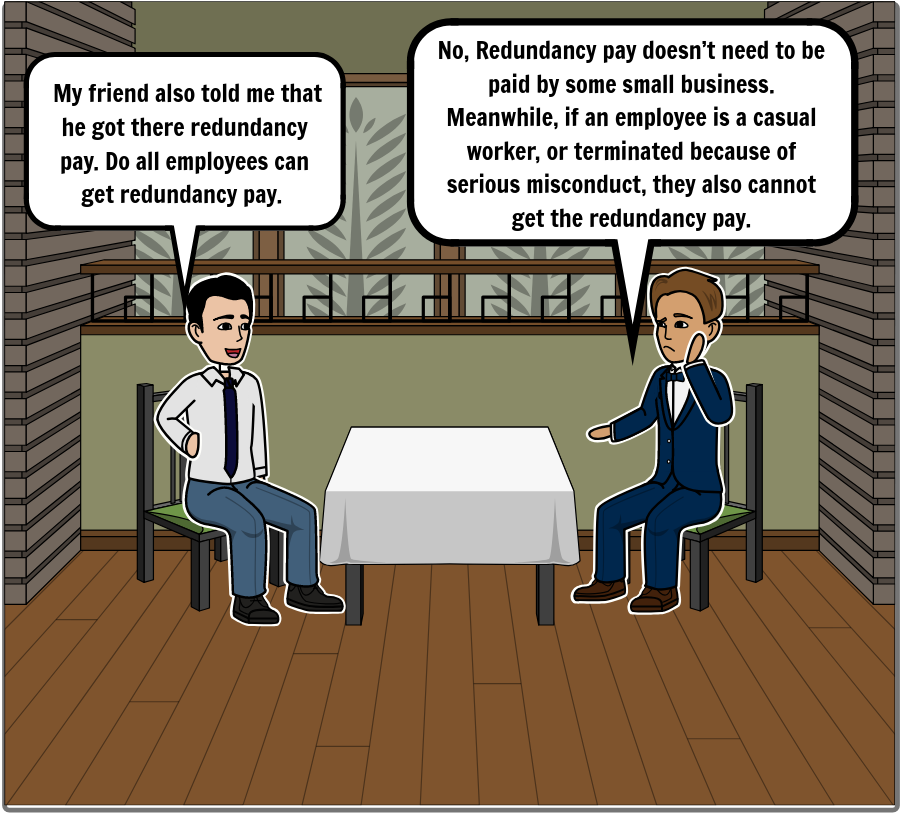 My friend also told me that
he got there redundancy
pay. Do all employees can
get redundancy pay.
No, Redundancy pay doesn't need to be
paid by some small business.
Meanwhile, if an employee is a casual
worker, or terminated because of
serious misconduct, they also cannot
get the redundancy pay.